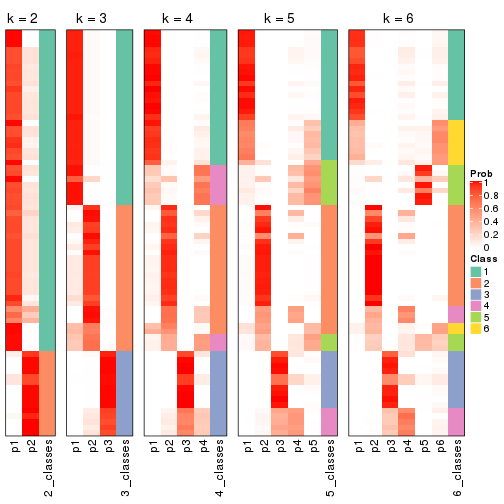 k = 2
k = 3
k = 4
k = 5
k = 6
p1
p2
2_classes
p1
p2
p3
3_classes
p1
p2
p3
p4
4_classes
p1
p2
p3
p4
p5
5_classes
p1
p2
p3
p4
p5
p6
6_classes
Prob
1
0.8
0.6
0.4
0.2
0
Class
1
2
3
4
5
6